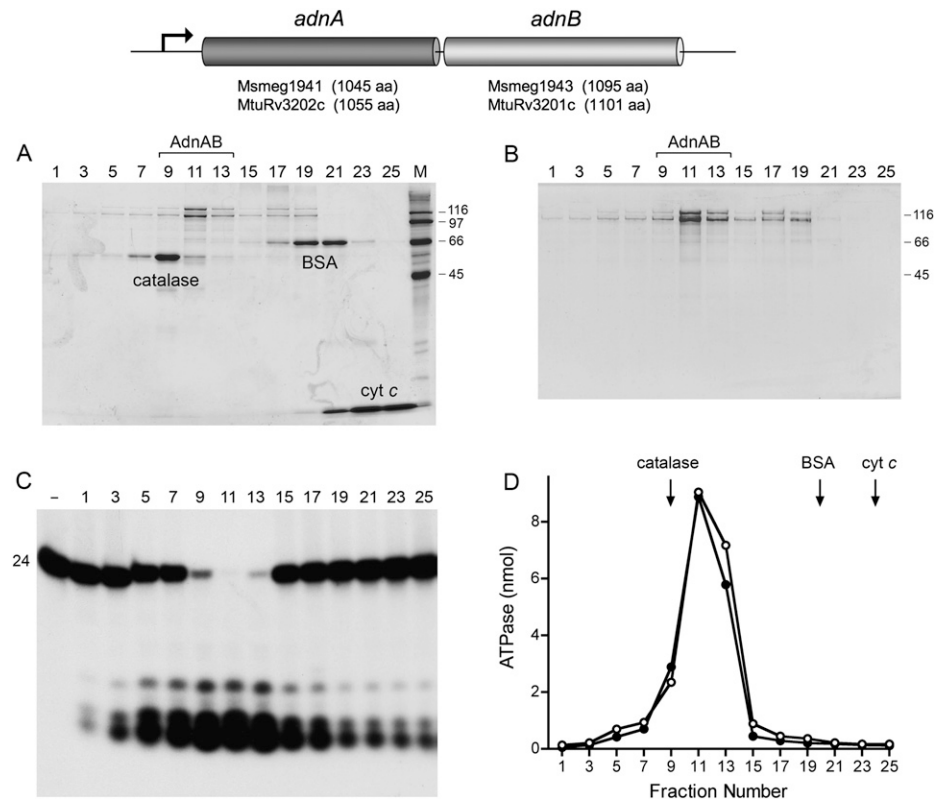 adnA adnB
Msmeg1941 (1045 aa) Msmeg1943 (1095 aa)
MtuRv3202c (1055 aa) MtuRv3201c (1101 aa)
A
AdnAB
1 3 5 7 9 11 13 15 17 19 21 23 25 M
116
97
66
45
catalase
BSA
cyt c
B
AdnAB
1 3 5 7 9 11 13 15 17 19 21 23 25
116
66
45
C
– 1 3 5 7 9 11 13 15 17 19 21 23 25
24
D
catalase BSA cyt c
ATPase (nmol)
8
6
4
2
0
1 3 5 7 9 11 13 15 17 19 21 23 25
Fraction Number